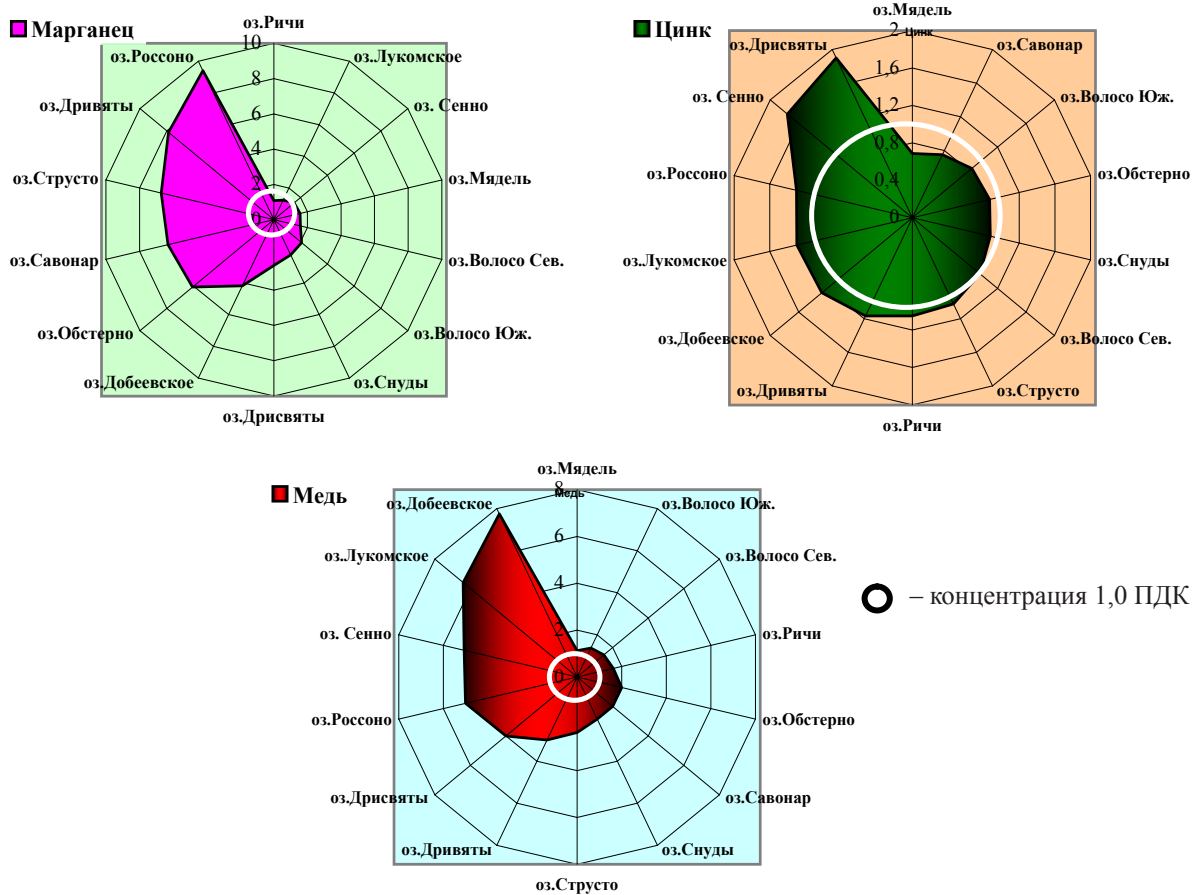 Марганец
оз.Ричи
оз.Лукомское
оз. Сенно
оз.Мядель
оз.Волосо Сев.
оз.Волосо Юж.
оз.Снуды
оз.Дрисвяты
оз.Добеевское
оз.Обстерно
оз.Савонар
оз.Струсто
оз.Дривяты
оз.Россоно
10
8
6
4
2
0
Цинк
оз.Мядель
Цинк
оз.Савонар
оз.Волосо Юж.
оз.Обстерно
оз.Снуды
оз.Волосо Сев.
оз.Струсто
оз.Ричи
оз.Дривяты
оз.Добеевское
оз.Лукомское
оз.Россоно
оз. Сенно
оз.Дрисвяты
2
1,6
1,2
0,8
0,4
0
Медь
оз.Мядель
Медь
оз.Волосо Юж.
оз.Волосо Сев.
оз.Ричи
оз.Обстерно
оз.Савонар
оз.Снуды
оз.Струсто
оз.Дривяты
оз.Дрисвяты
оз.Россоно
оз. Сенно
оз.Лукомское
оз.Добеевское
8
6
4
2
0
– концентрация 1,0 ПДК